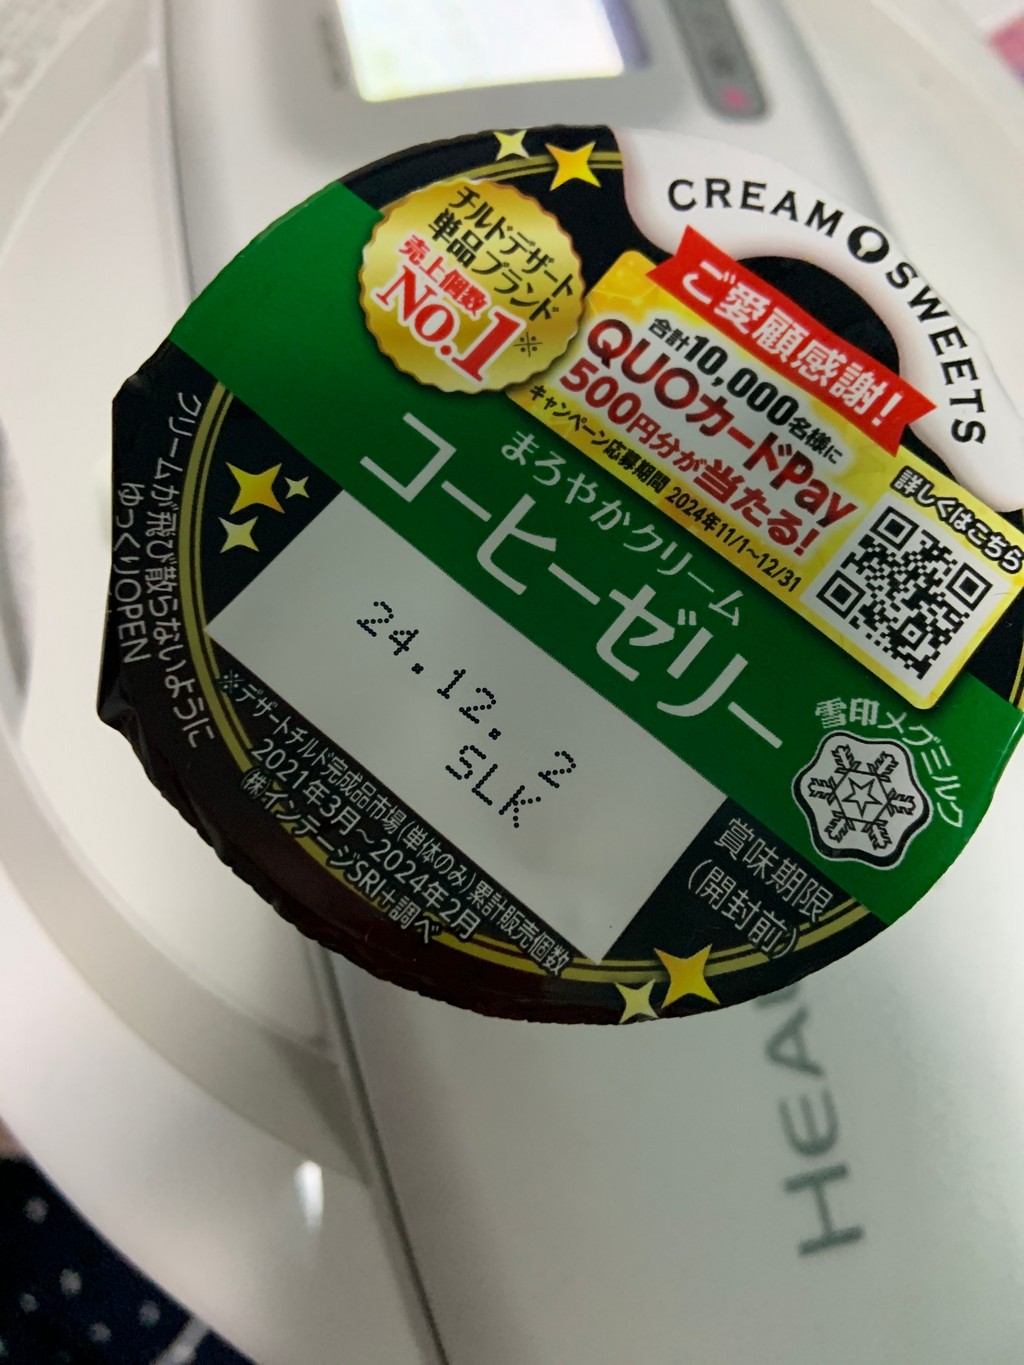 CREAM SWEETS
チルドデザート
単品ブランド
売上個数
No.1※
ご愛顧感謝!
合計10,000名様に
QUOカードPay
500円分が当たる!
キャンペーン応募期間 2024年11/1~12/31
詳しくはこちら
まろやかクリーム
コーヒーゼリー
雪印メグミルク
24.12. 2
SLK
賞味期限
(開封前)
クリームが飛び散らないように
ゆっくりOPEN
※デザートチルド完成品市場(単体のみ)累計販売個数
2021年3月~2024年2月
(株)インテージSRI+調べ